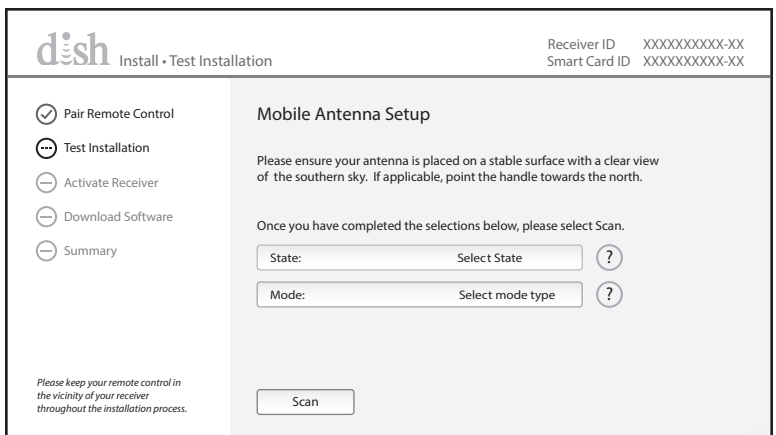 dish Install • Test Installation
Receiver ID XXXXXXXXXX-XX
Smart Card ID XXXXXXXXXX-XX
Pair Remote Control
Test Installation
Activate Receiver
Download Software
Summary
Please keep your remote control in
the vicinity of your receiver
throughout the installation process.
Mobile Antenna Setup
Please ensure your antenna is placed on a stable surface with a clear view
of the southern sky. If applicable, point the handle towards the north.
Once you have completed the selections below, please select Scan.
State: Select State ?
Mode: Select mode type ?
Scan